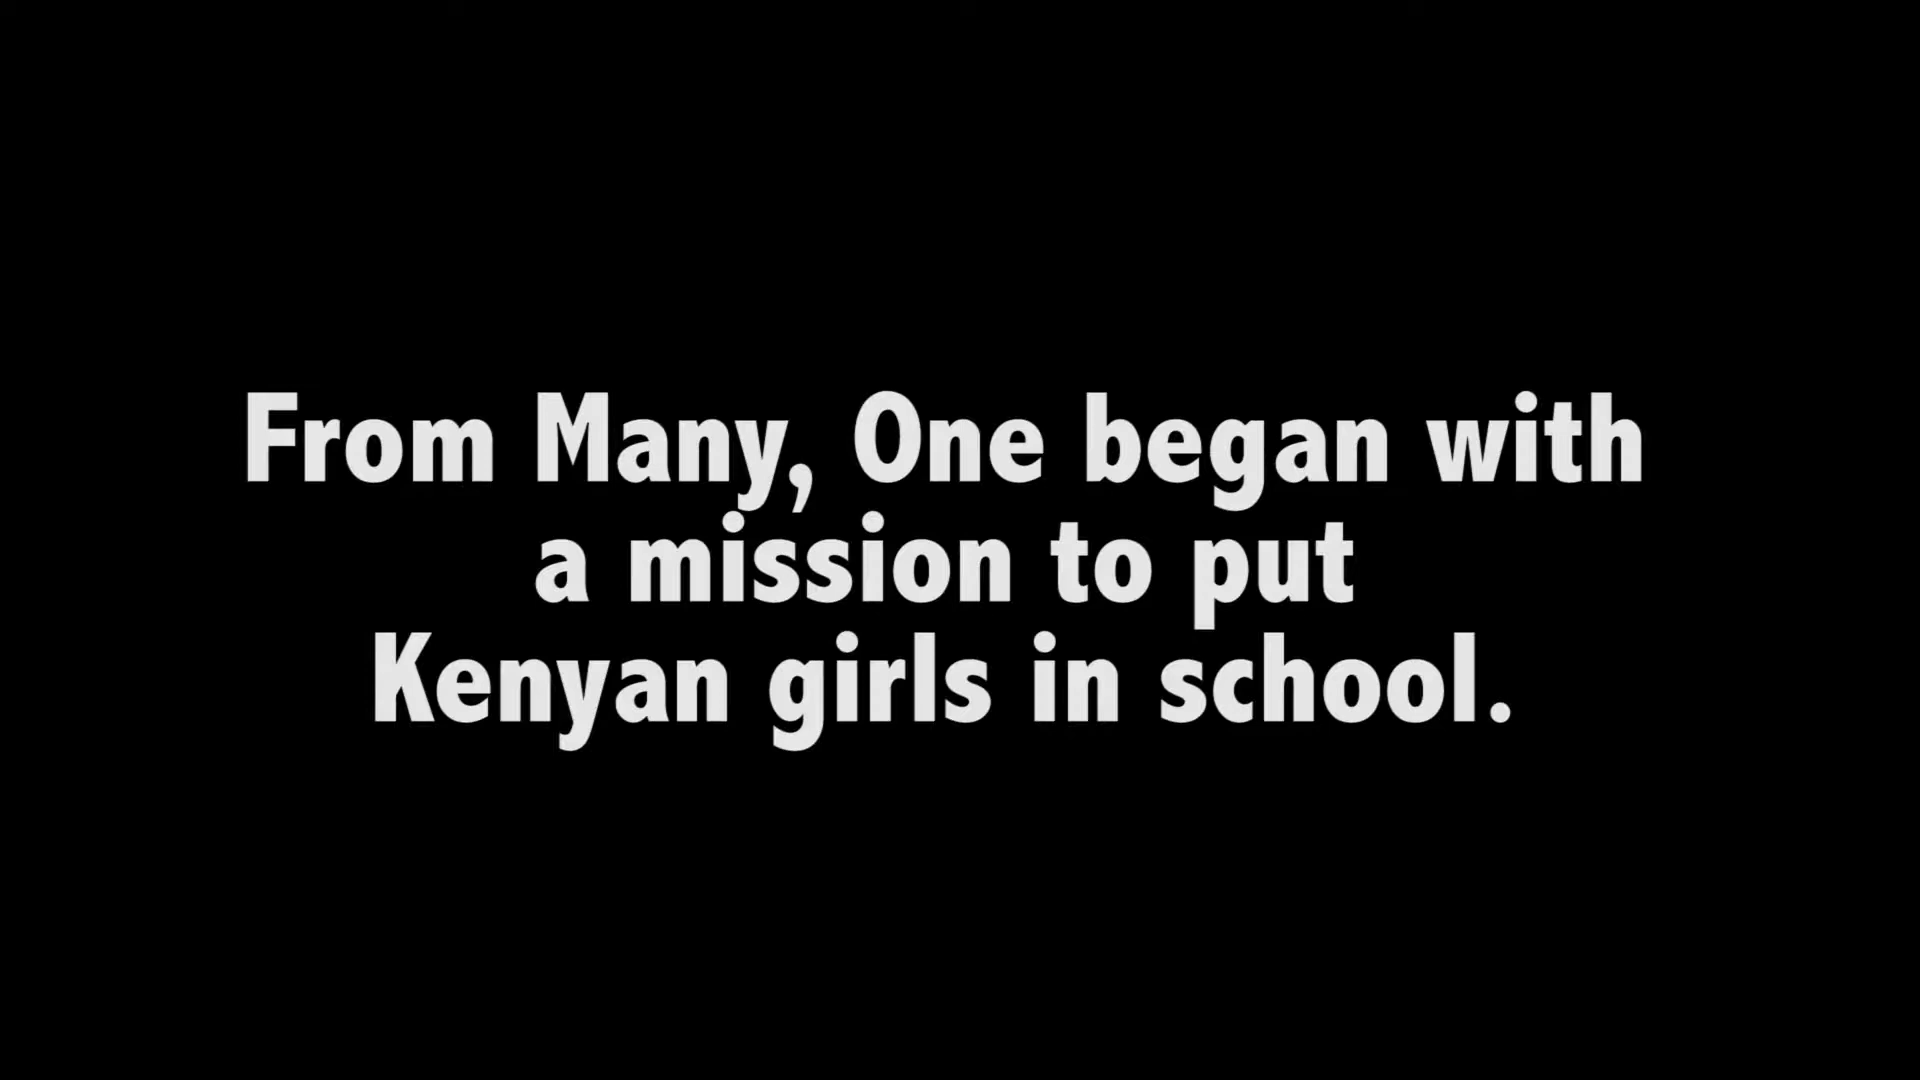 From Many, One began with
a mission to put
Kenyan girls in school.